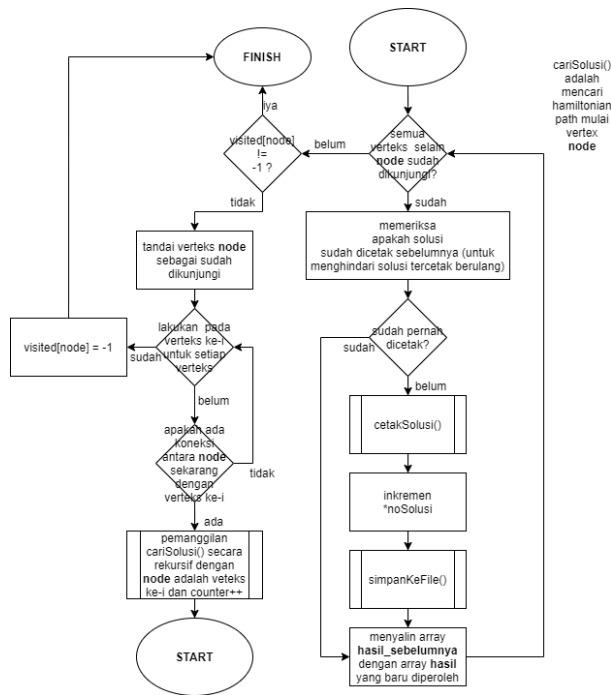 START
FINISH
cariSolusi()
adalah
mencari
hamiltonian
path mulai
vertex
node
iya
visited[node]
!=
-1 ?
belum
semua
verteks selain
node sudah
dikunjungi?
tidak
sudah
tandai verteks node
sebagai sudah
dikunjungi
memeriksa
apakah solusi
sudah dicetak sebelumnya (untuk
menghindari solusi tercetak berulang)
visited[node] = -1
sudah
lakukan pada
verteks ke-i
untuk setiap
verteks
sudah
sudah pernah
dicetak?
belum
belum
apakah ada
koneksi
antara node
sekarang
dengan
verteks ke-i
tidak
cetakSolusi()
ada
inkremen
*noSolusi
pemanggilan
cariSolusi() secara
rekursif dengan
node adalah veteks
ke-i dan counter++
simpanKeFile()
START
menyalin array
hasil_sebelumnya
dengan array hasil
yang baru diperoleh